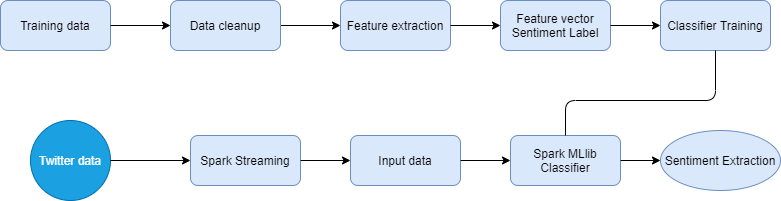 Training data
Data cleanup
Feature extraction
Feature vector
Sentiment Label
Classifier Training
Twitter data
Spark Streaming
Input data
Spark MLlib
Classifier
Sentiment Extraction